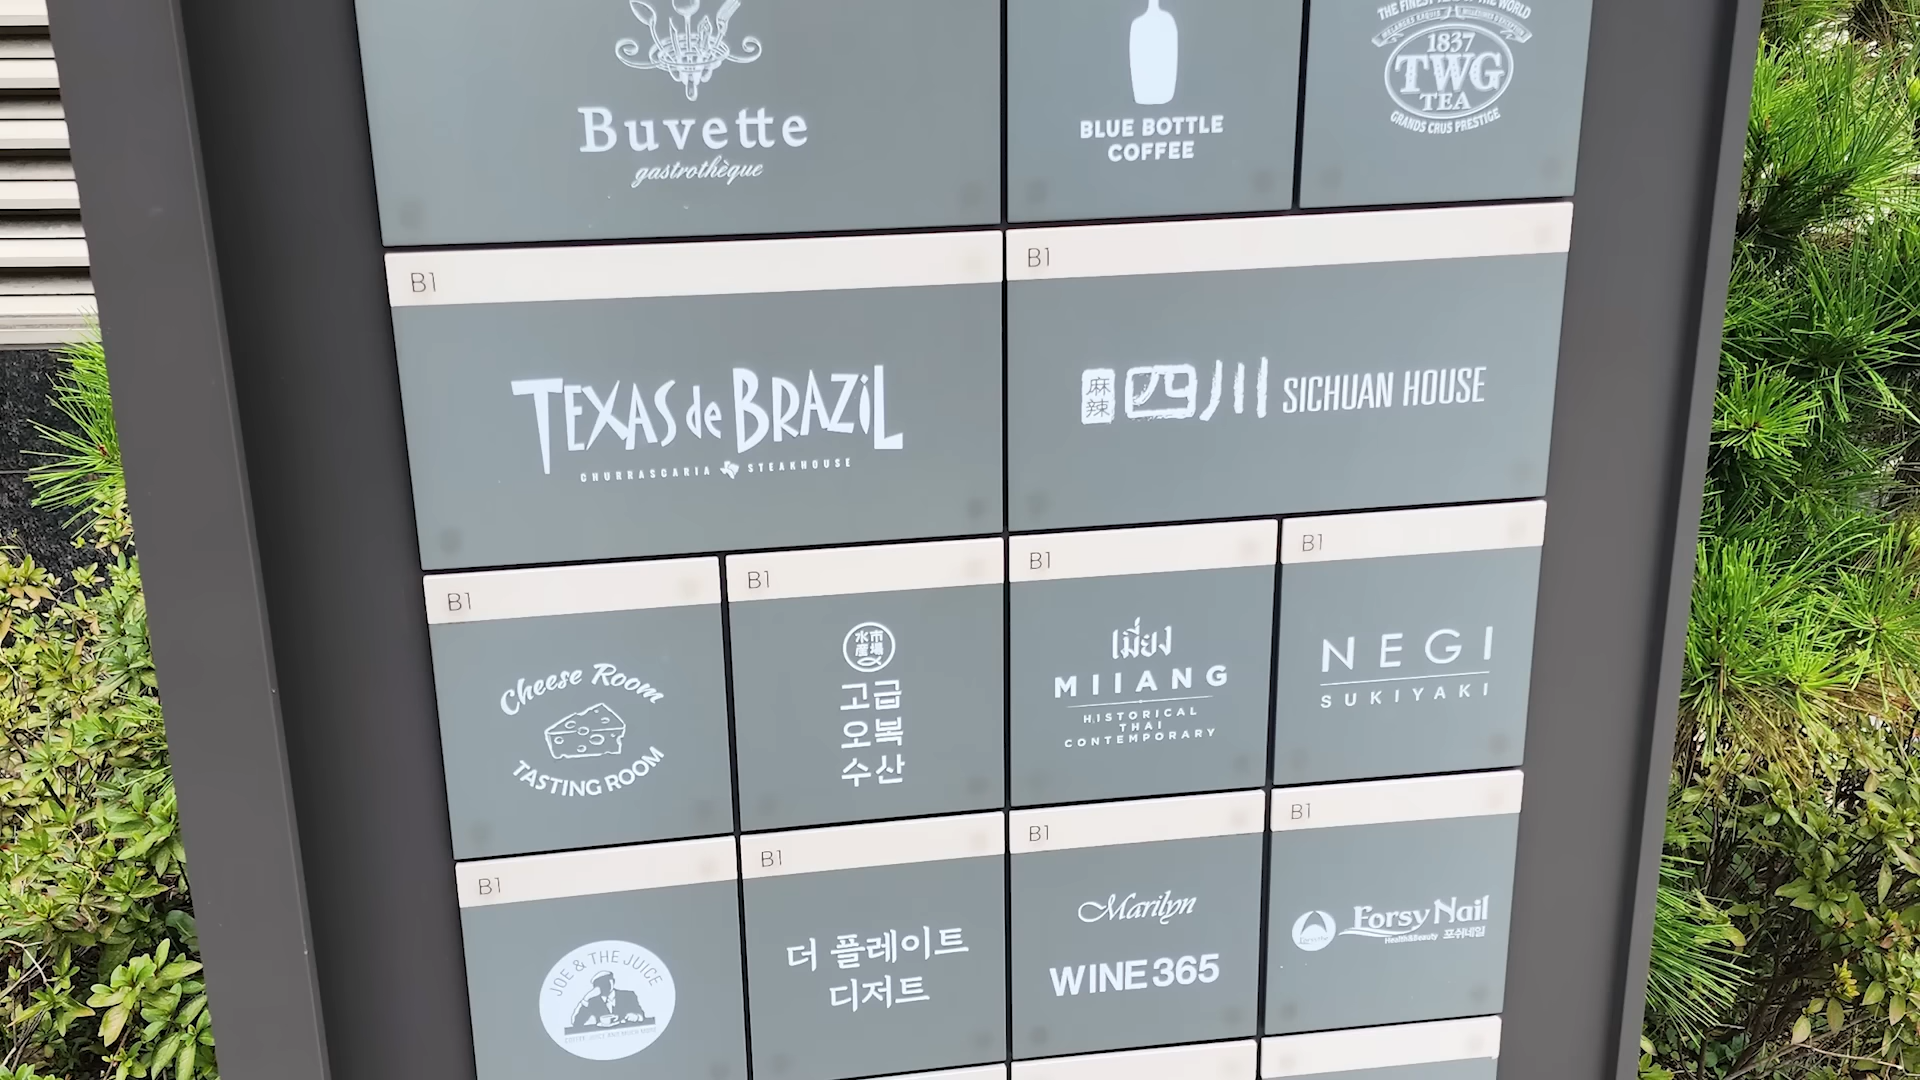 Buvette
gastrothèque
BLUE BOTTLE
COFFEE
THE FINEST TEAS OF THE WORLD
1837
TWG
TEA
GRANDS CRUS PRESTIGE
B1
TEXAS de BRAZiL
CHURRASCARIA STEAKHOUSE
B1
麻辣
四川 SICHUAN HOUSE
B1
Cheese Room
TASTING ROOM
B1
水産市場
고급
오복
수산
B1
เมี่ยง
MIIANG
HISTORICAL
THAI
CONTEMPORARY
B1
NEGI
SUKIYAKI
B1
JOE & THE JUICE
B1
더 플레이트
디저트
B1
Marilyn
WINE 365
B1
Forsy Nail
Health&Beauty 포쉬네일